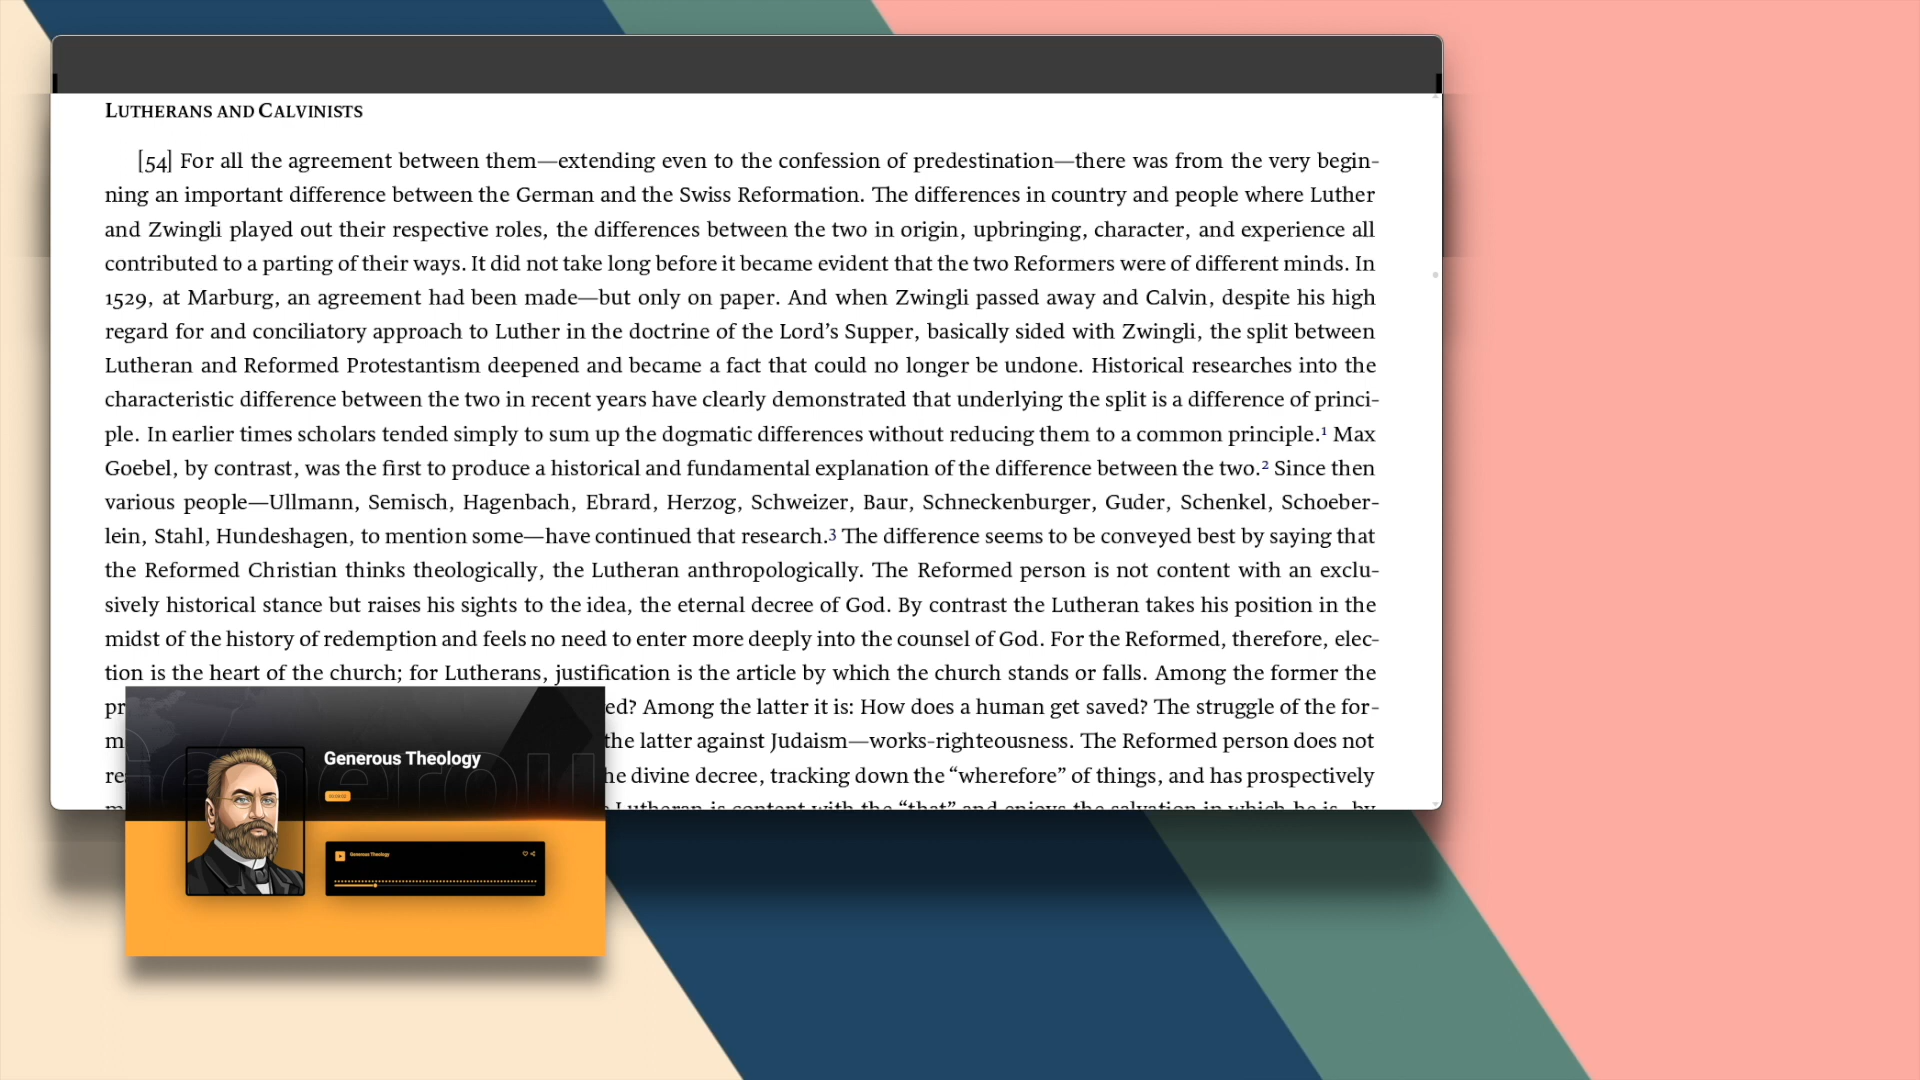 LUTHERANS AND CALVINISTS
[54] For all the agreement between them—extending even to the confession of predestination—there was from the very begin-
ning an important difference between the German and the Swiss Reformation. The differences in country and people where Luther
and Zwingli played out their respective roles, the differences between the two in origin, upbringing, character, and experience all
contributed to a parting of their ways. It did not take long before it became evident that the two Reformers were of different minds. In
1529, at Marburg, an agreement had been made—but only on paper. And when Zwingli passed away and Calvin, despite his high
regard for and conciliatory approach to Luther in the doctrine of the Lord’s Supper, basically sided with Zwingli, the split between
Lutheran and Reformed Protestantism deepened and became a fact that could no longer be undone. Historical researches into the
characteristic difference between the two in recent years have clearly demonstrated that underlying the split is a difference of princi-
ple. In earlier times scholars tended simply to sum up the dogmatic differences without reducing them to a common principle.¹ Max
Goebel, by contrast, was the first to produce a historical and fundamental explanation of the difference between the two.² Since then
various people—Ullmann, Semisch, Hagenbach, Ebrard, Herzog, Schweizer, Baur, Schneckenburger, Guder, Schenkel, Schoeber-
lein, Stahl, Hundeshagen, to mention some—have continued that research.³ The difference seems to be conveyed best by saying that
the Reformed Christian thinks theologically, the Lutheran anthropologically. The Reformed person is not content with an exclu-
sively historical stance but raises his sights to the idea, the eternal decree of God. By contrast the Lutheran takes his position in the
midst of the history of redemption and feels no need to enter more deeply into the counsel of God. For the Reformed, therefore, elec-
tion is the heart of the church; for Lutherans, justification is the article by which the church stands or falls. Among the former the
pr ed? Among the latter it is: How does a human get saved? The struggle of the for-
m the latter against Judaism—works-righteousness. The Reformed person does not
re he divine decree, tracking down the “wherefore” of things, and has prospectively
Lutheran is content with the “that” and enjoys the salvation in which he is, by
Generous Theology
Generous Theology